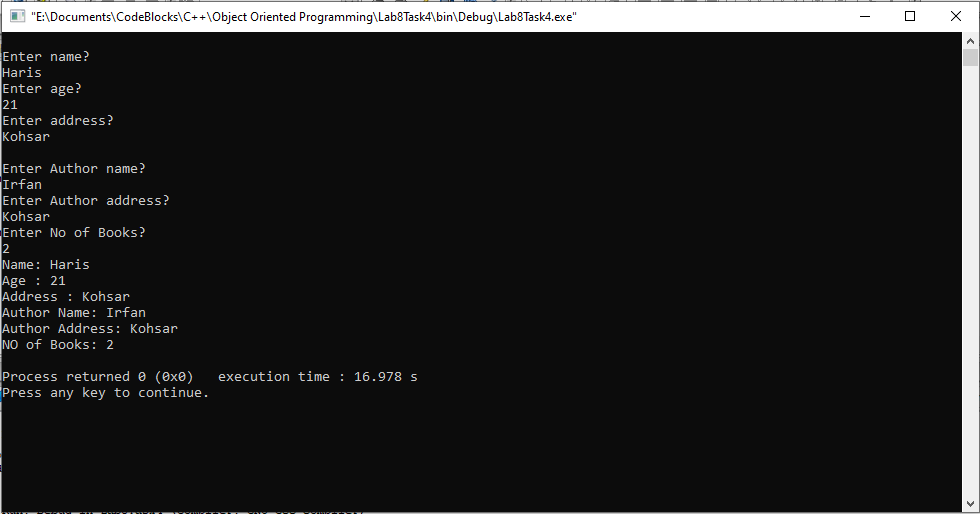 "E:\Documents\CodeBlocks\C++\Object Oriented Programming\Lab8Task4\bin\Debug\Lab8Task4.exe"
Enter name?
Haris
Enter age?
21
Enter address?
Kohsar
Enter Author name?
Irfan
Enter Author address?
Kohsar
Enter No of Books?
2
Name: Haris
Age : 21
Address : Kohsar
Author Name: Irfan
Author Address: Kohsar
NO of Books: 2
Process returned 0 (0x0)   execution time : 16.978 s
Press any key to continue.